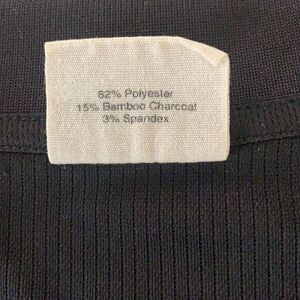 82% Polyester
15% Bamboo Charcoal
3% Spandex